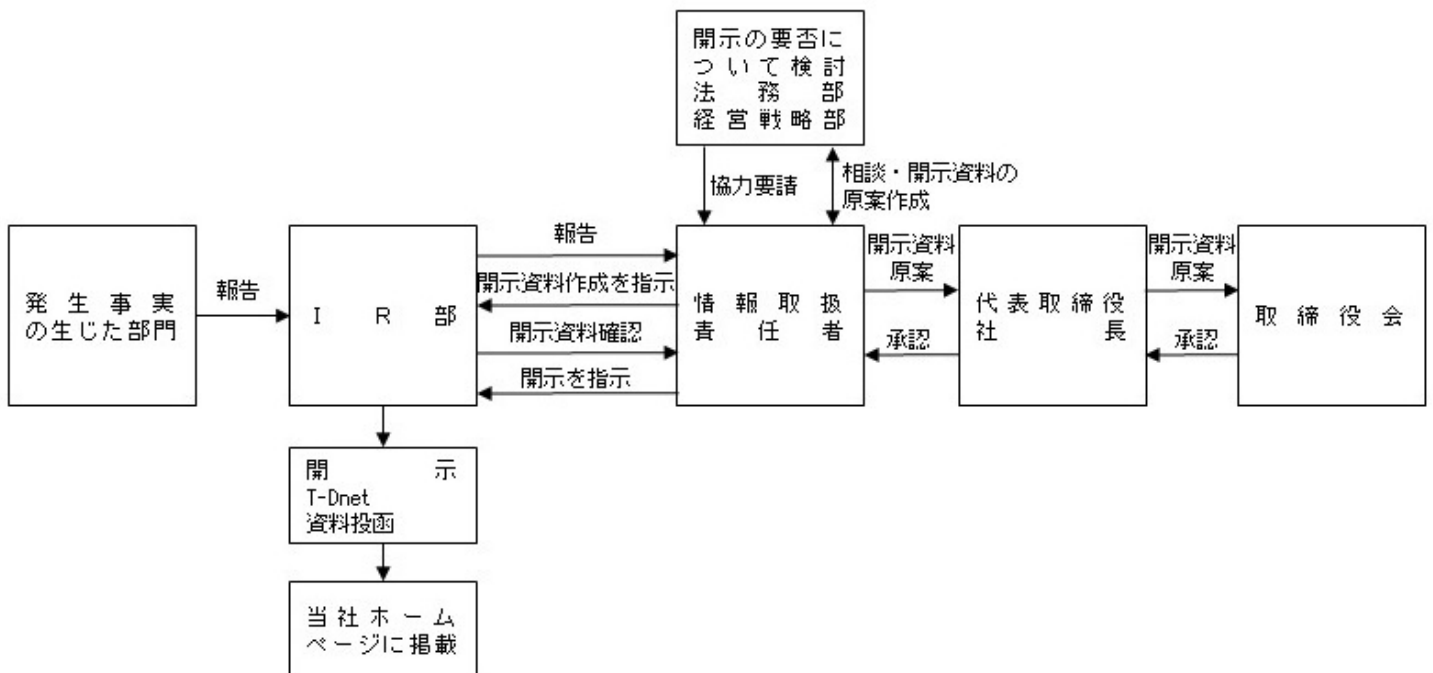 開示の要否に
ついて検討
法務部
経営戦略部
協力要請
相談・開示資料の
原案作成
発生事実
の生じた部門
報告
IR部
報告
開示資料作成を指示
開示資料確認
開示を指示
情報取扱
責任者
開示資料
原案
承認
代表取締役
社長
開示資料
原案
承認
取締役会
開示
T-Dnet
資料投函
当社ホーム
ページに掲載